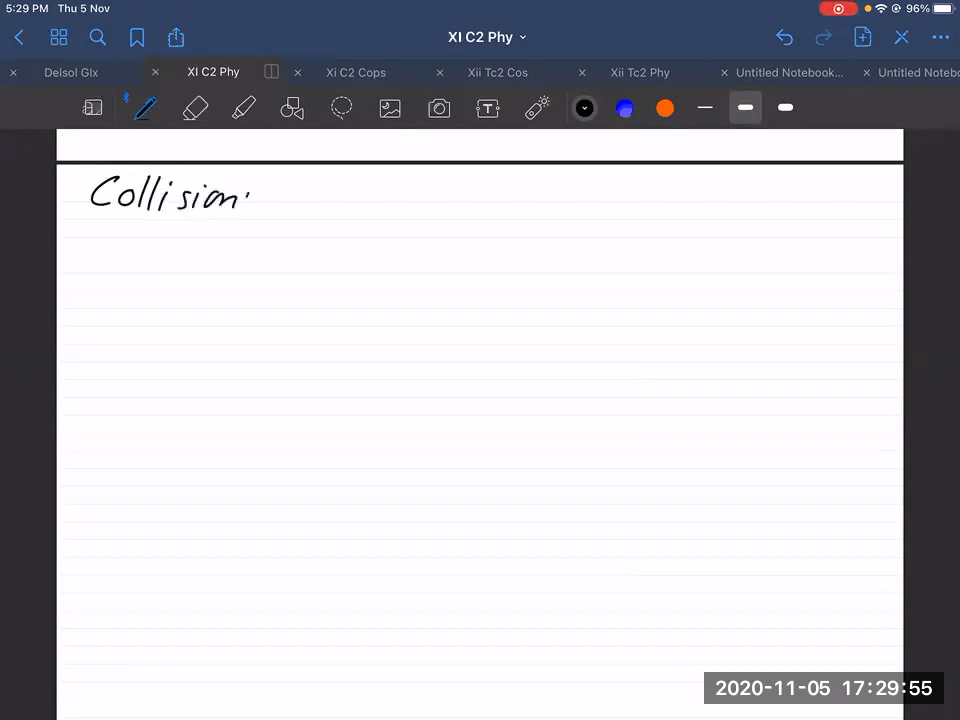 5:29 PM Thu 5 Nov 96%
XI C2 Phy
Delsol Glx XI C2 Phy Xi C2 Cops Xii Tc2 Cos Xii Tc2 Phy Untitled Notebook... Untitled Notebo
T
Collision:
2020-11-05 17:29:55